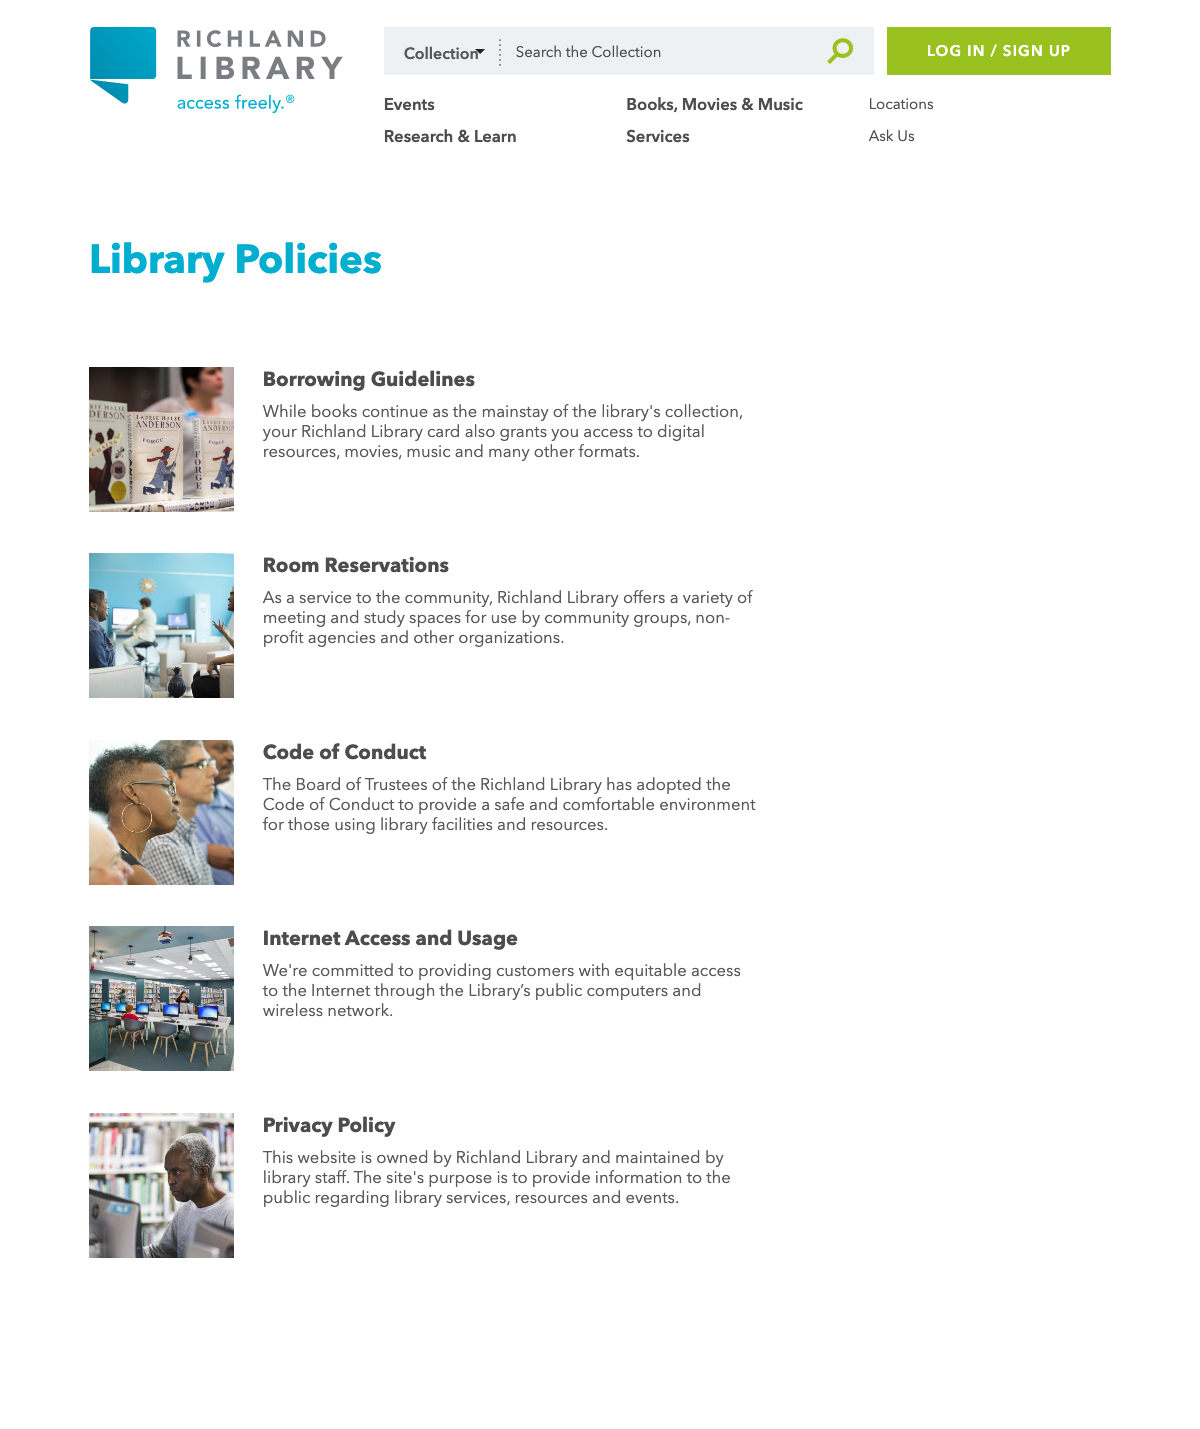 RICHLAND
LIBRARY
access freely.®
Collection
Search the Collection
LOG IN / SIGN UP
Events
Books, Movies & Music
Locations
Research & Learn
Services
Ask Us
Library Policies
LAURIE HALSE
ANDERSON
FORGE
FORGE
Borrowing Guidelines
While books continue as the mainstay of the library's collection,
your Richland Library card also grants you access to digital
resources, movies, music and many other formats.
Room Reservations
As a service to the community, Richland Library offers a variety of
meeting and study spaces for use by community groups, non-
profit agencies and other organizations.
Code of Conduct
The Board of Trustees of the Richland Library has adopted the
Code of Conduct to provide a safe and comfortable environment
for those using library facilities and resources.
Internet Access and Usage
We're committed to providing customers with equitable access
to the Internet through the Library’s public computers and
wireless network.
Privacy Policy
This website is owned by Richland Library and maintained by
library staff. The site's purpose is to provide information to the
public regarding library services, resources and events.